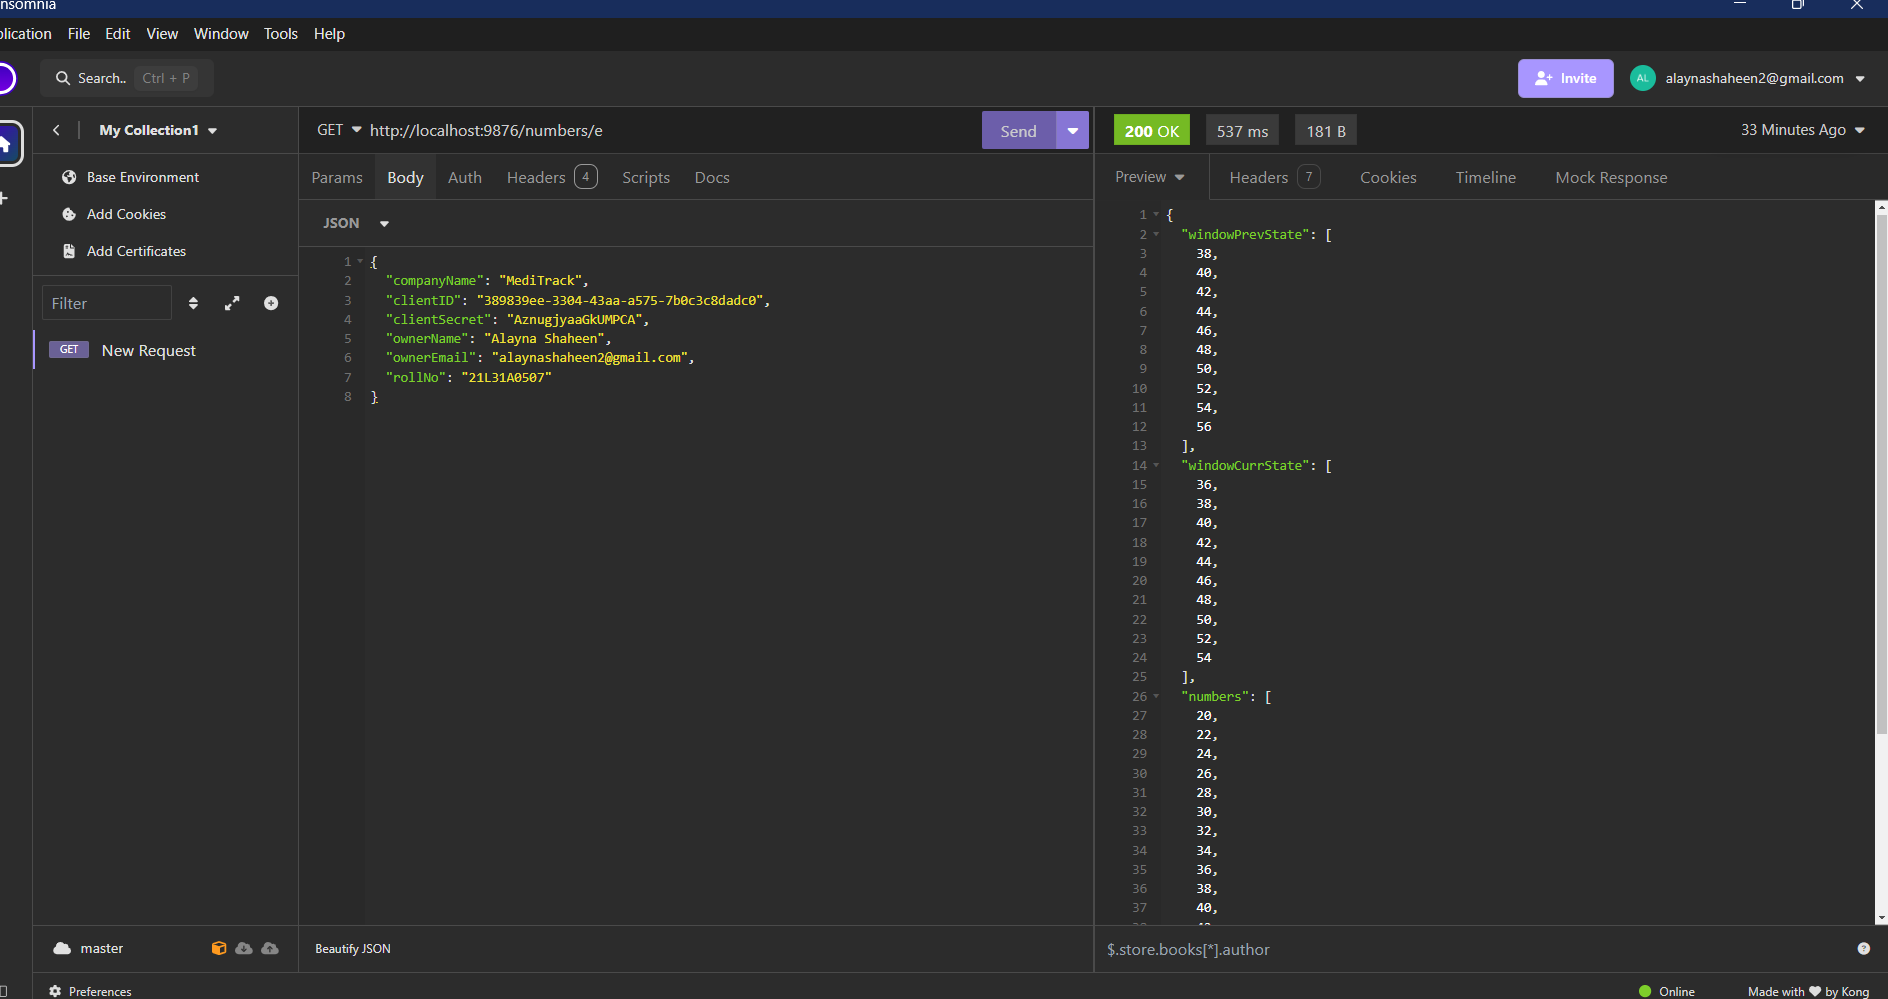 nsomnia
plication File Edit View Window Tools Help
Search.. Ctrl + P
Invite
AL
alaynashaheen2@gmail.com
My Collection1
Base Environment
Add Cookies
Add Certificates
Filter
GET New Request
master
Preferences
GET http://localhost:9876/numbers/e
Send
Params Body Auth Headers 4 Scripts Docs
JSON
1 {
2 "companyName": "MediTrack",
3 "clientID": "389839ee-3304-43aa-a575-7b0c3c8dadc0",
4 "clientSecret": "AznugjyaaGkUMPCA",
5 "ownerName": "Alayna Shaheen",
6 "ownerEmail": "alaynashaheen2@gmail.com",
7 "rollNo": "21L31A0507"
8 }
Beautify JSON
200 OK 537 ms 181 B 33 Minutes Ago
Preview Headers 7 Cookies Timeline Mock Response
1 {
2 "windowPrevState": [
3 38,
4 40,
5 42,
6 44,
7 46,
8 48,
9 50,
10 52,
11 54,
12 56
13 ],
14 "windowCurrState": [
15 36,
16 38,
17 40,
18 42,
19 44,
20 46,
21 48,
22 50,
23 52,
24 54
25 ],
26 "numbers": [
27 20,
28 22,
29 24,
30 26,
31 28,
32 30,
33 32,
34 34,
35 36,
36 38,
37 40,
$.store.books[*].author
Online
Made with ♥ by Kong